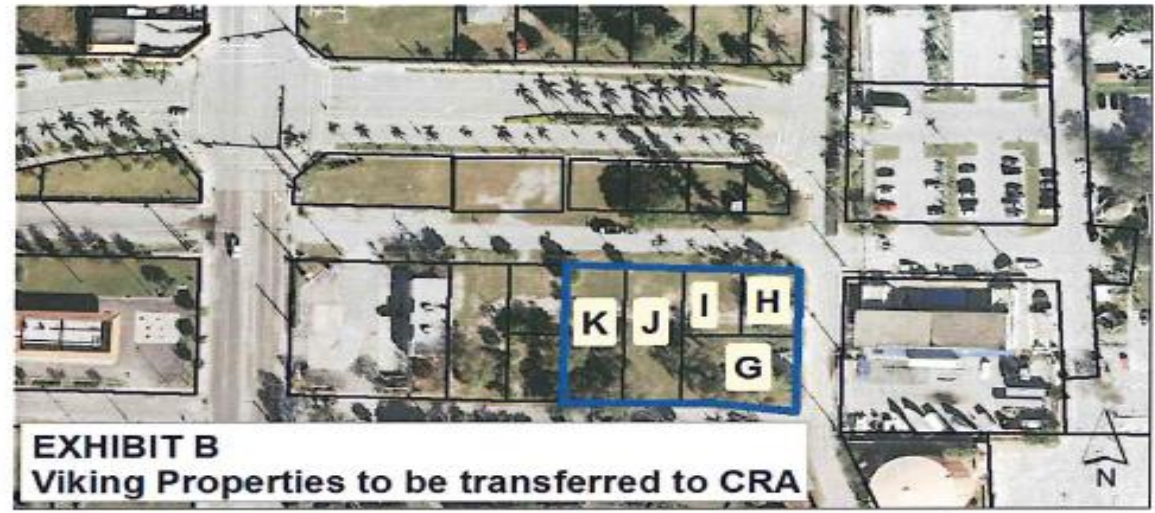 K
J
I
H
G
EXHIBIT B
Viking Properties to be transferred to CRA
N